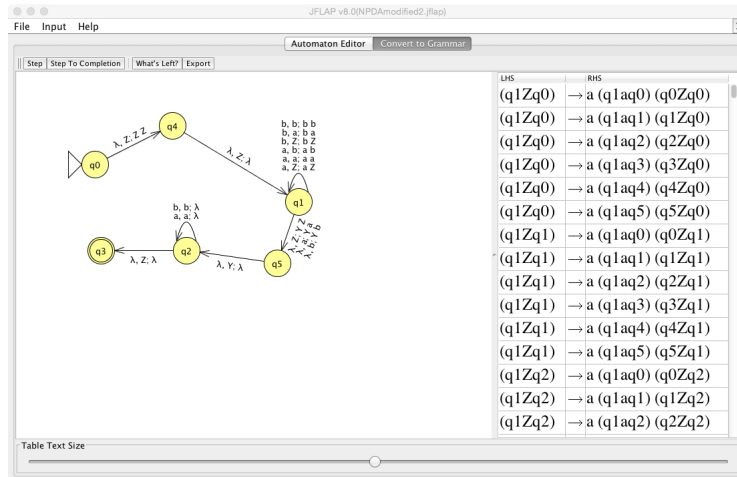 JFLAP v8.0(NPDAmodified2.jflap)
File Input Help
Automaton Editor Convert to Grammar
Step Step To Completion What's Left? Export
LHS RHS
(q1Zq0) → a (q1aq0) (q0Zq0)
(q1Zq0) → a (q1aq1) (q1Zq0)
(q1Zq0) → a (q1aq2) (q2Zq0)
(q1Zq0) → a (q1aq3) (q3Zq0)
(q1Zq0) → a (q1aq4) (q4Zq0)
(q1Zq0) → a (q1aq5) (q5Zq0)
(q1Zq1) → a (q1aq0) (q0Zq1)
(q1Zq1) → a (q1aq1) (q1Zq1)
(q1Zq1) → a (q1aq2) (q2Zq1)
(q1Zq1) → a (q1aq3) (q3Zq1)
(q1Zq1) → a (q1aq4) (q4Zq1)
(q1Zq1) → a (q1aq5) (q5Zq1)
(q1Zq2) → a (q1aq0) (q0Zq2)
(q1Zq2) → a (q1aq1) (q1Zq2)
(q1Zq2) → a (q1aq2) (q2Zq2)
q4
λ, Z; Z Z
q0
λ, Z; λ
b, b; b b
b, a; b a
b, Z; b Z
a, b; a b
a, a; a a
a, Z; a Z
q1
λ, Z; Y Z
λ, a; Y a
λ, b; Y b
q5
λ, Y; λ
b, b; λ
a, a; λ
q2
λ, Z; λ
q3
Table Text Size